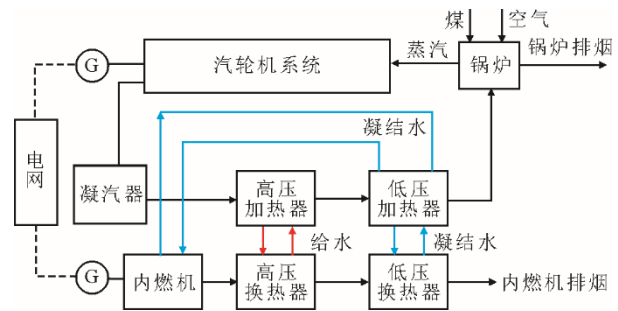 煤
空气
G
汽轮机系统
蒸汽
锅炉
锅炉排烟
凝结水
电
网
凝汽器
高压
加热器
低压
加热器
给水
凝结水
G
内燃机
高压
换热器
低压
换热器
内燃机排烟